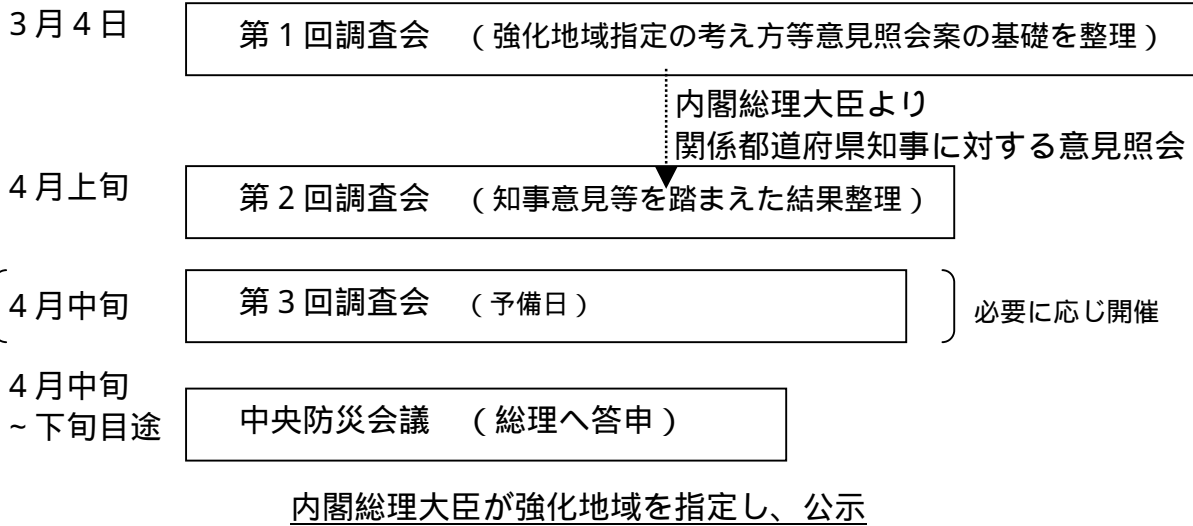 3月4日
第1回調査会 (強化地域指定の考え方等意見照会案の基礎を整理)
内閣総理大臣より
関係都道府県知事に対する意見照会
4月上旬
第2回調査会 (知事意見等を踏まえた結果整理)
4月中旬
第3回調査会 (予備日)
必要に応じ開催
4月中旬
~下旬目途
中央防災会議 (総理へ答申)
内閣総理大臣が強化地域を指定し、公示